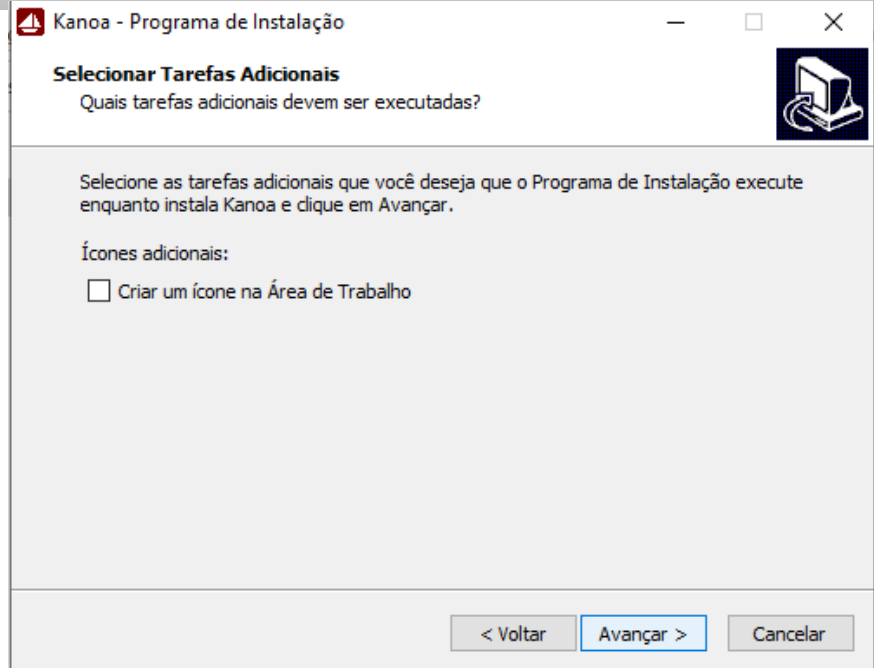 Kanoa - Programa de Instalação
Selecionar Tarefas Adicionais
Quais tarefas adicionais devem ser executadas?
Selecione as tarefas adicionais que você deseja que o Programa de Instalação execute
enquanto instala Kanoa e clique em Avançar.
Ícones adicionais:
Criar um ícone na Área de Trabalho
< Voltar
Avançar >
Cancelar